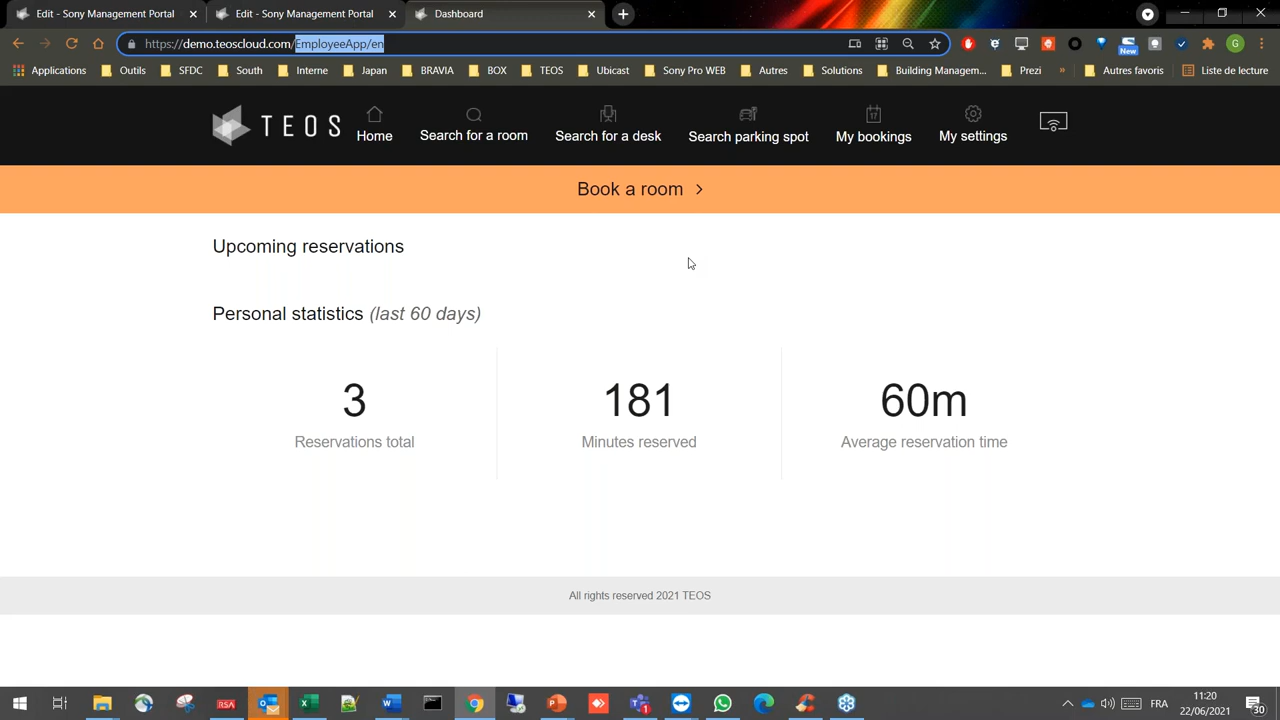 Edit - Sony Management Portal
Edit - Sony Management Portal
Dashboard
https://demo.teoscloud.com/EmployeeApp/en
New
G
Applications
Outils
SFDC
South
Interne
Japan
BRAVIA
BOX
TEOS
Ubicast
Sony Pro WEB
Autres
Solutions
Building Managem...
Prezi
»
Autres favoris
Liste de lecture
TEOS
Home
Search for a room
Search for a desk
Search parking spot
17
My bookings
My settings
Book a room >
Upcoming reservations
Personal statistics (last 60 days)
3
181
60m
Reservations total
Minutes reserved
Average reservation time
All rights reserved 2021 TEOS
RSA
FRA
11:20
22/06/2021
30